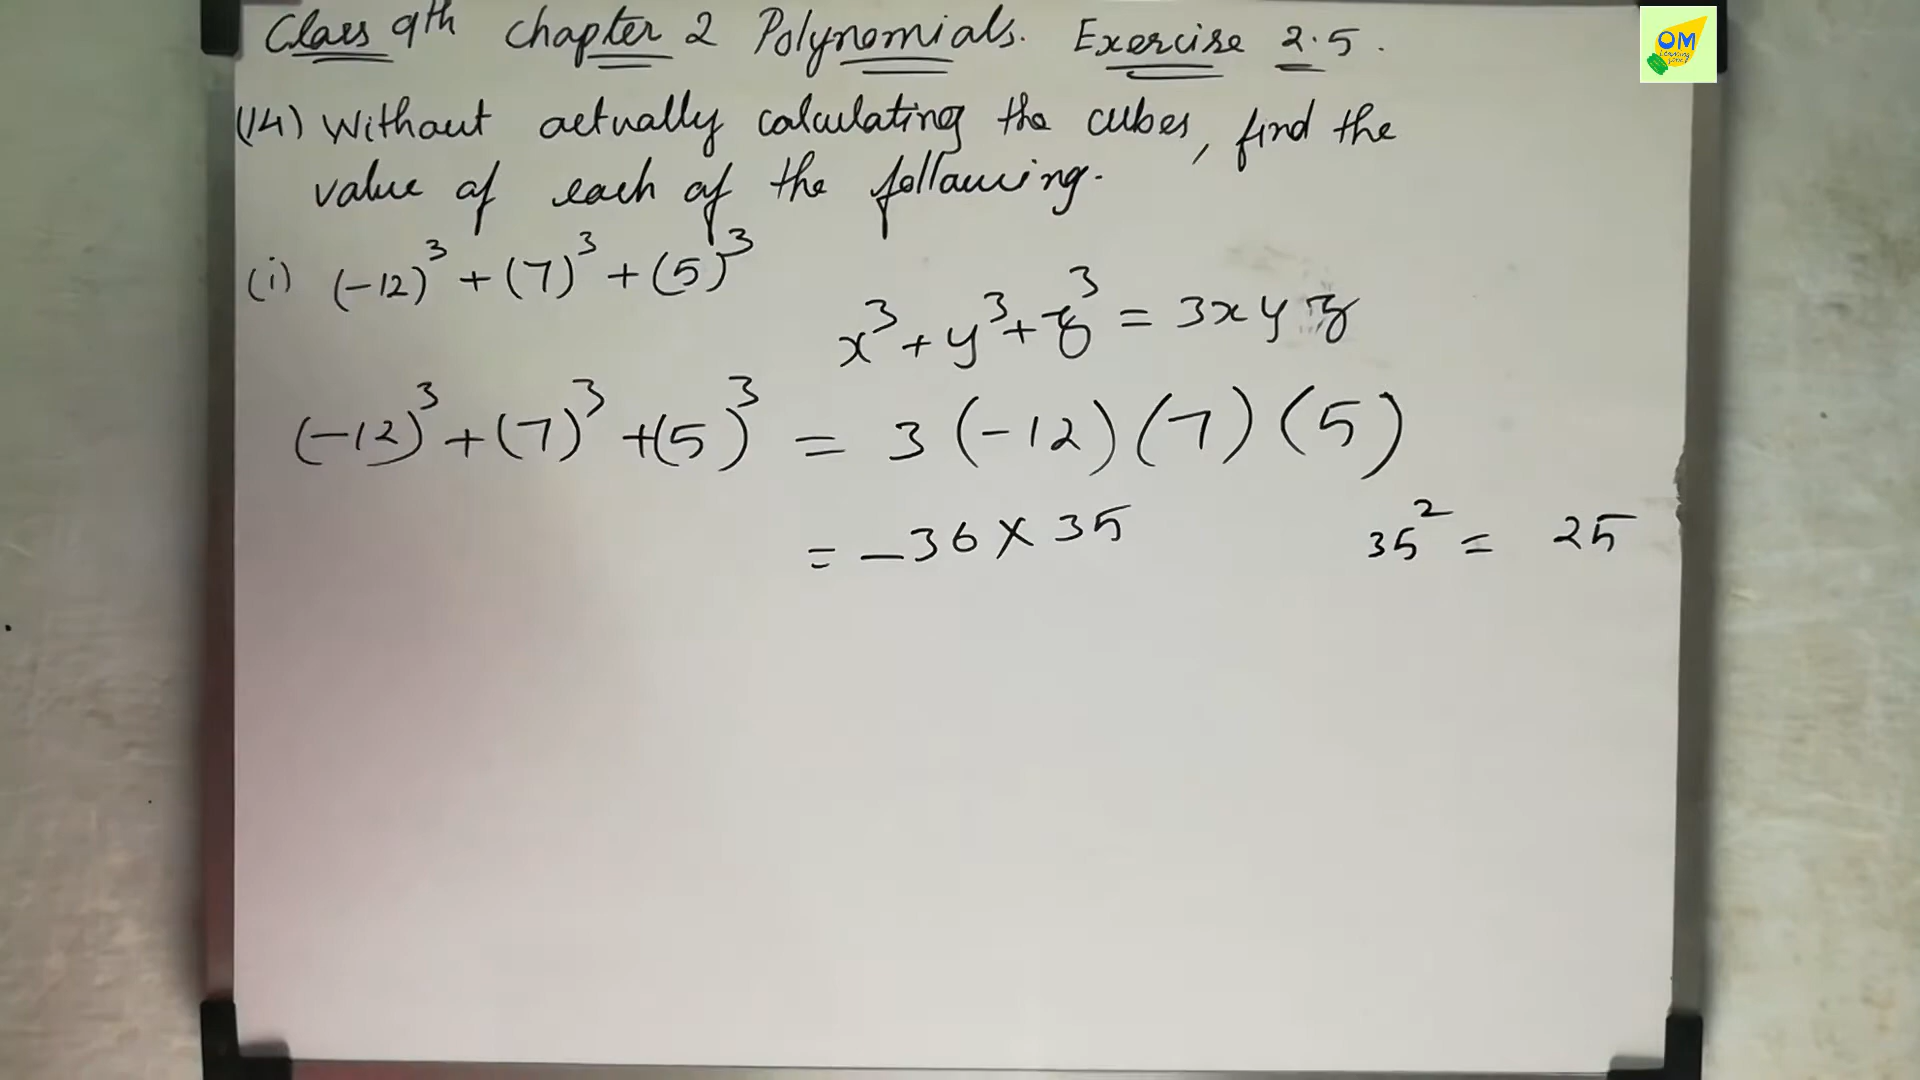 Class 9th chapter 2 Polynomials. Exercise 2.5.
OM
Learning
(14) Without actually calculating the cubes, find the
value of each of the following.
(i) (-12)³ + (7)³ + (5)³
x³ + y³ + z³ = 3xyz
(-12)³ + (7)³ + (5)³ = 3 (-12) (7) (5)
= -36 × 35
35² = 25